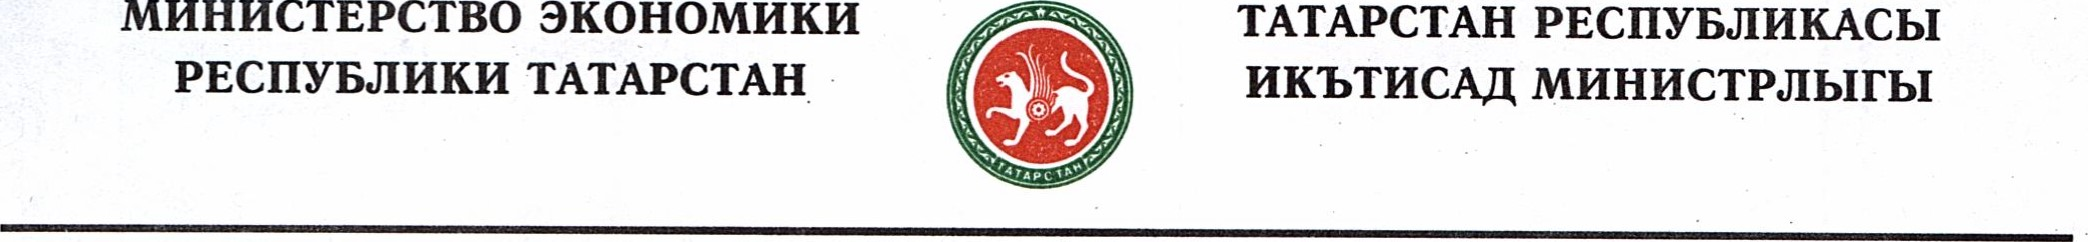 МИНИСТЕРСТВО ЭКОНОМИКИ
РЕСПУБЛИКИ ТАТАРСТАН
ТАТАРСТАН
ТАТАРСТАН РЕСПУБЛИКАСЫ
ИКЪТИСАД МИНИСТРЛЫГЫ